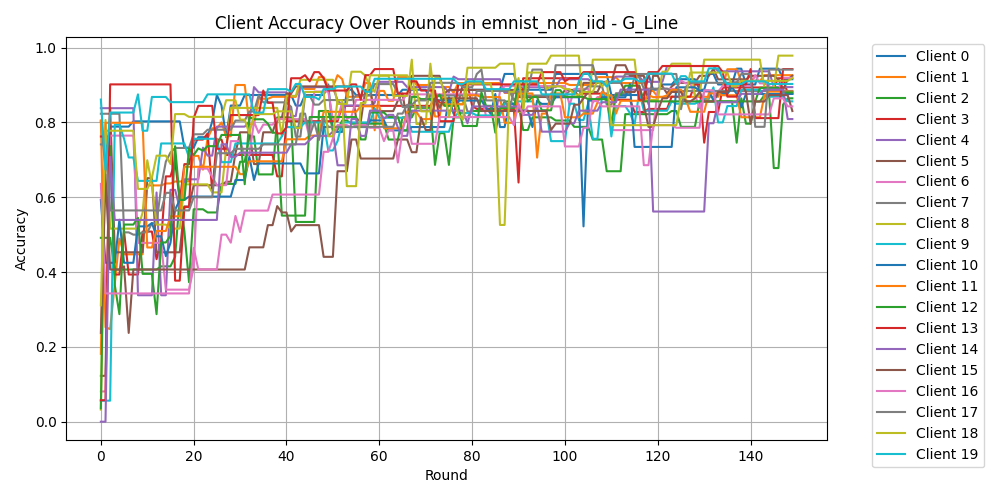 Client Accuracy Over Rounds in emnist_non_iid - G_Line
1.0
0.8
0.6
0.4
0.2
0.0
Accuracy
0 20 40 60 80 100 120 140
Round
Client 0
Client 1
Client 2
Client 3
Client 4
Client 5
Client 6
Client 7
Client 8
Client 9
Client 10
Client 11
Client 12
Client 13
Client 14
Client 15
Client 16
Client 17
Client 18
Client 19